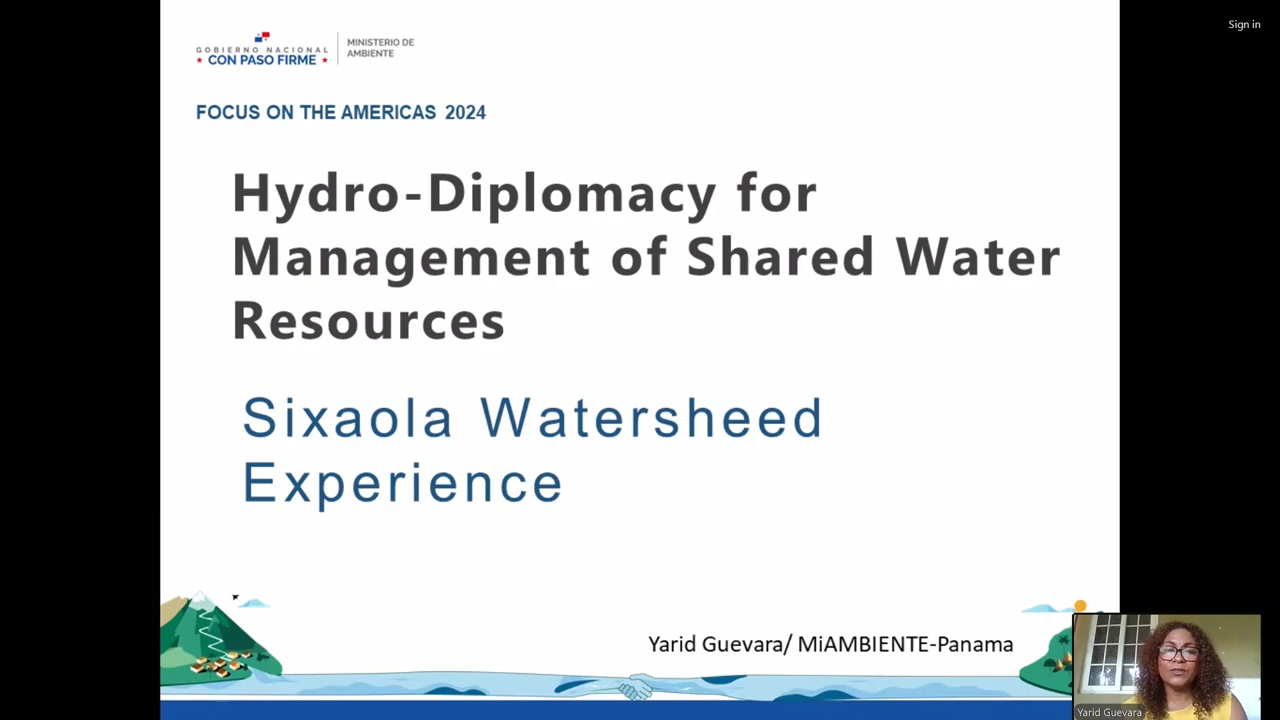 Sign in
GOBIERNO NACIONAL
CON PASO FIRME
MINISTERIO DE
AMBIENTE
FOCUS ON THE AMERICAS 2024
Hydro-Diplomacy for
Management of Shared Water
Resources
Sixaola Watersheed
Experience
Yarid Guevara/ MiAMBIENTE-Panama
Yarid Guevara